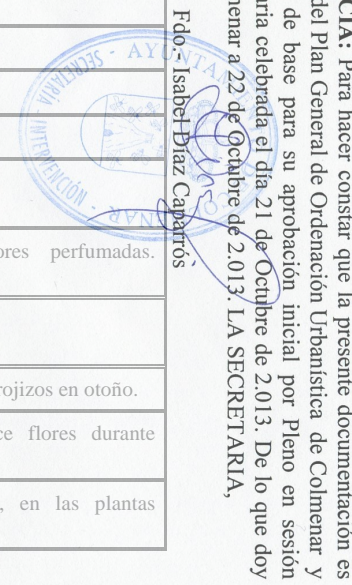 CIA: Para hacer constar que la presente documentación es
del Plan General de Ordenación Urbanística de Colmenar y
de base para su aprobación inicial por Pleno en sesión
aria celebrada el día 21 de Octubre de 2.013. De lo que doy
enar a 22 de Octubre de 2.013. LA SECRETARIA,
Fdo.- Isabel Díaz Caparrós
SECRETARÍA - INTERVENCIÓN
ores perfumadas.
rojizos en otoño.
ce flores durante
, en las plantas